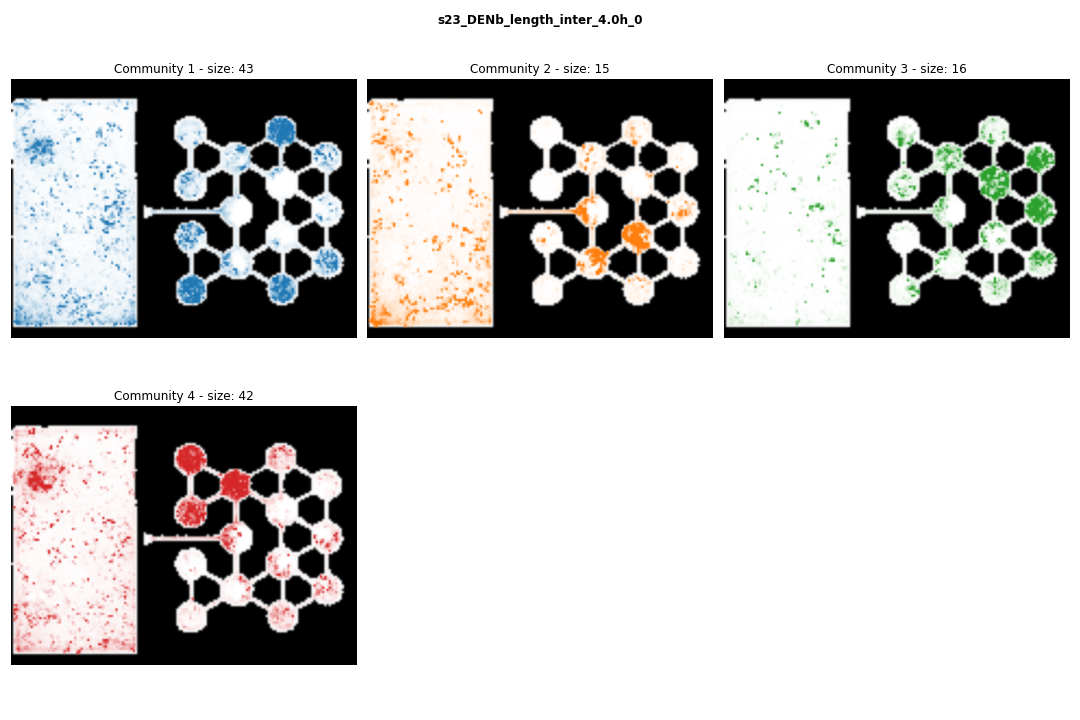 s23_DENb_length_inter_4.0h_0
Community 1 - size: 43
Community 2 - size: 15
Community 3 - size: 16
Community 4 - size: 42